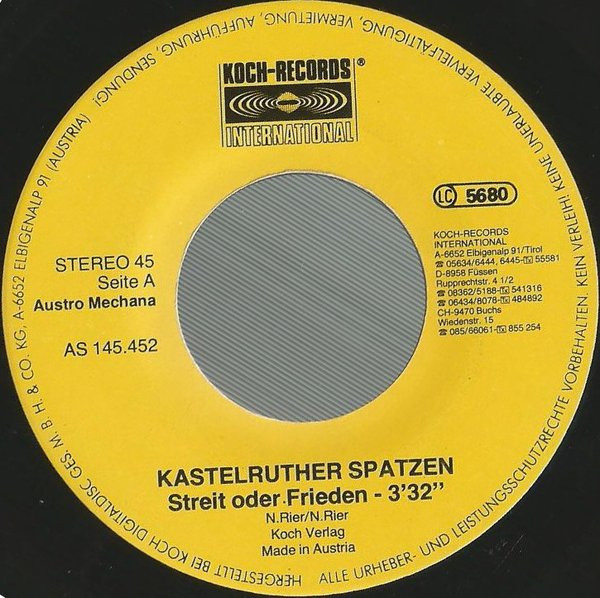 KOCH-RECORDS®
INTERNATIONAL
LC 5680
KOCH-RECORDS
INTERNATIONAL
A-6652 Elbigenalp 91/Tirol
☎ 05634/6444, 6445-Tx 55581
D-8958 Füssen
Rupprechtstr. 4 1/2
☎ 08362/5188-Tx 541316
☎ 06434/8078-Tx 484892
CH-9470 Buchs
Wiedenstr. 15
☎ 085/66061-Tx 855 254
STEREO 45
Seite A
Austro Mechana
AS 145.452
KASTELRUTHER SPATZEN
Streit oder Frieden - 3'32''
N.Rier/N.Rier
Koch Verlag
Made in Austria
HERGESTELLT BEI KOCH DIGITALDISC GES. M. B. H. & CO. KG, A-6652 ELBIGENALP 91 (AUSTRIA)
ALLE URHEBER- UND LEISTUNGSSCHUTZRECHTE VORBEHALTEN. KEIN VERLEIH! KEINE UNERLAUBTE VERVIELFÄLTIGUNG, VERMIETUNG, AUFFÜHRUNG, SENDUNG!